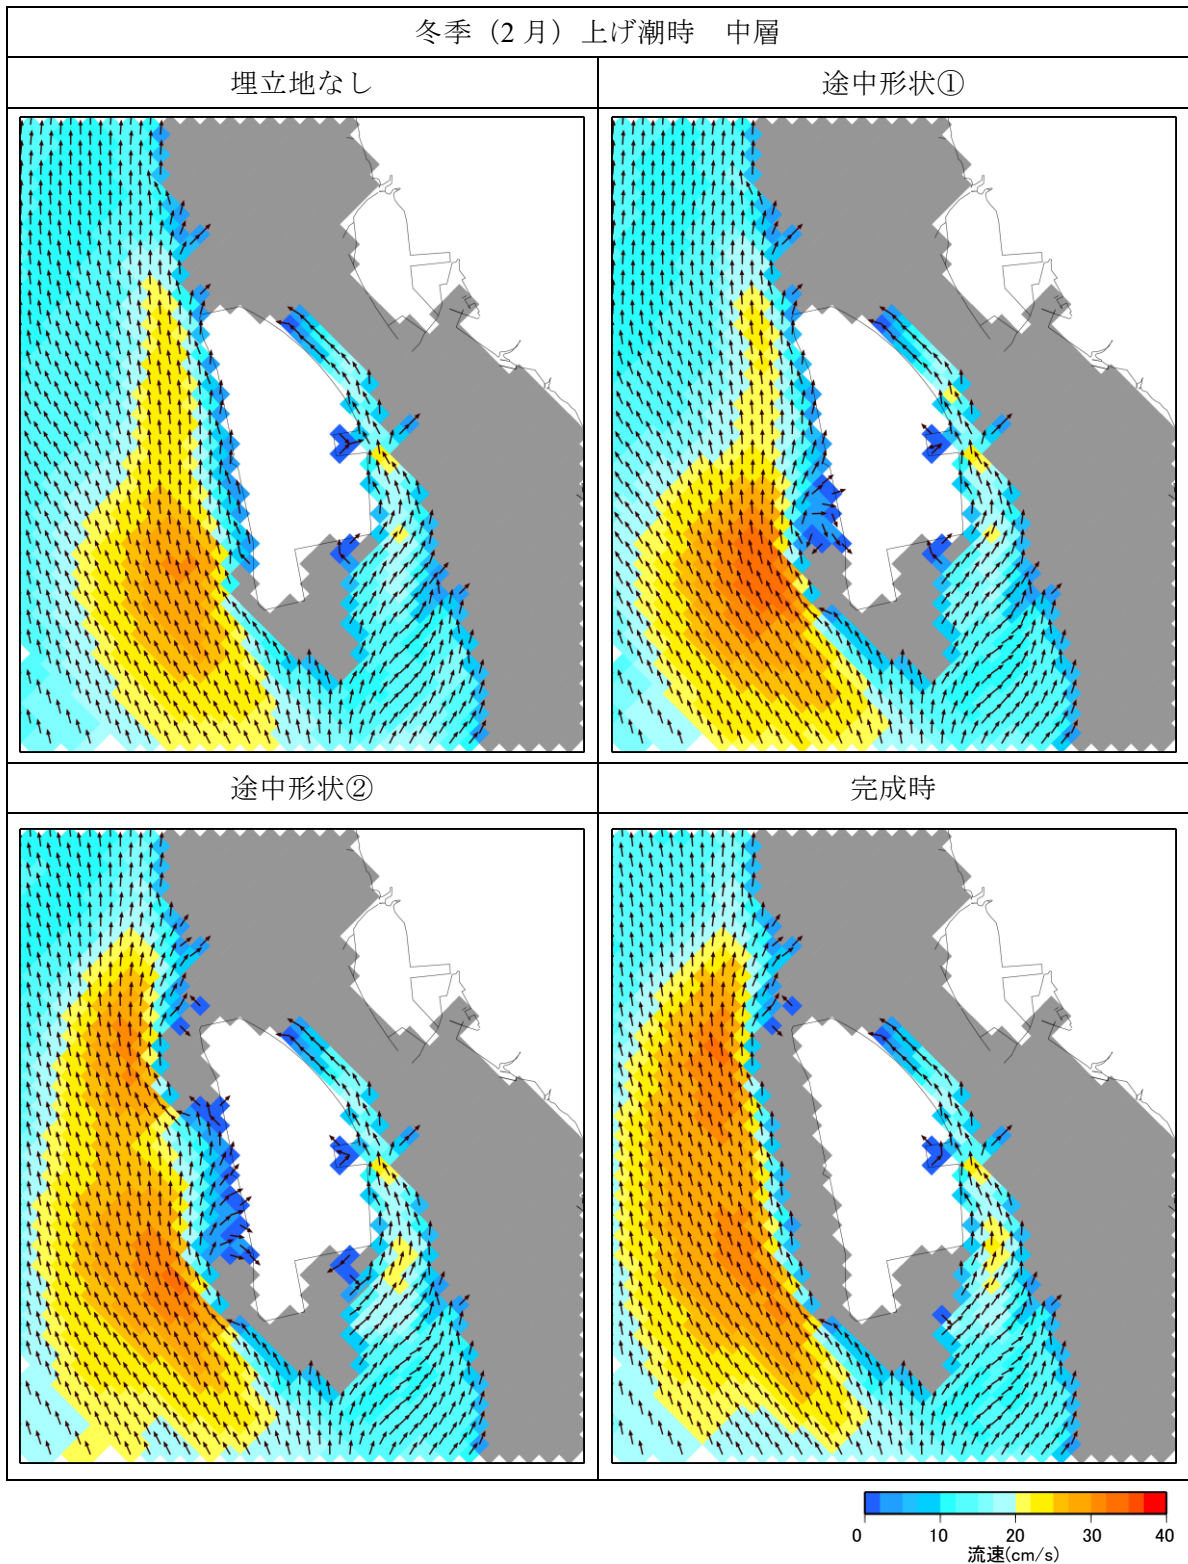 冬季（2月）上げ潮時　中層
埋立地なし
途中形状①
途中形状②
完成時
0 10 20 30 40
流速(cm/s)